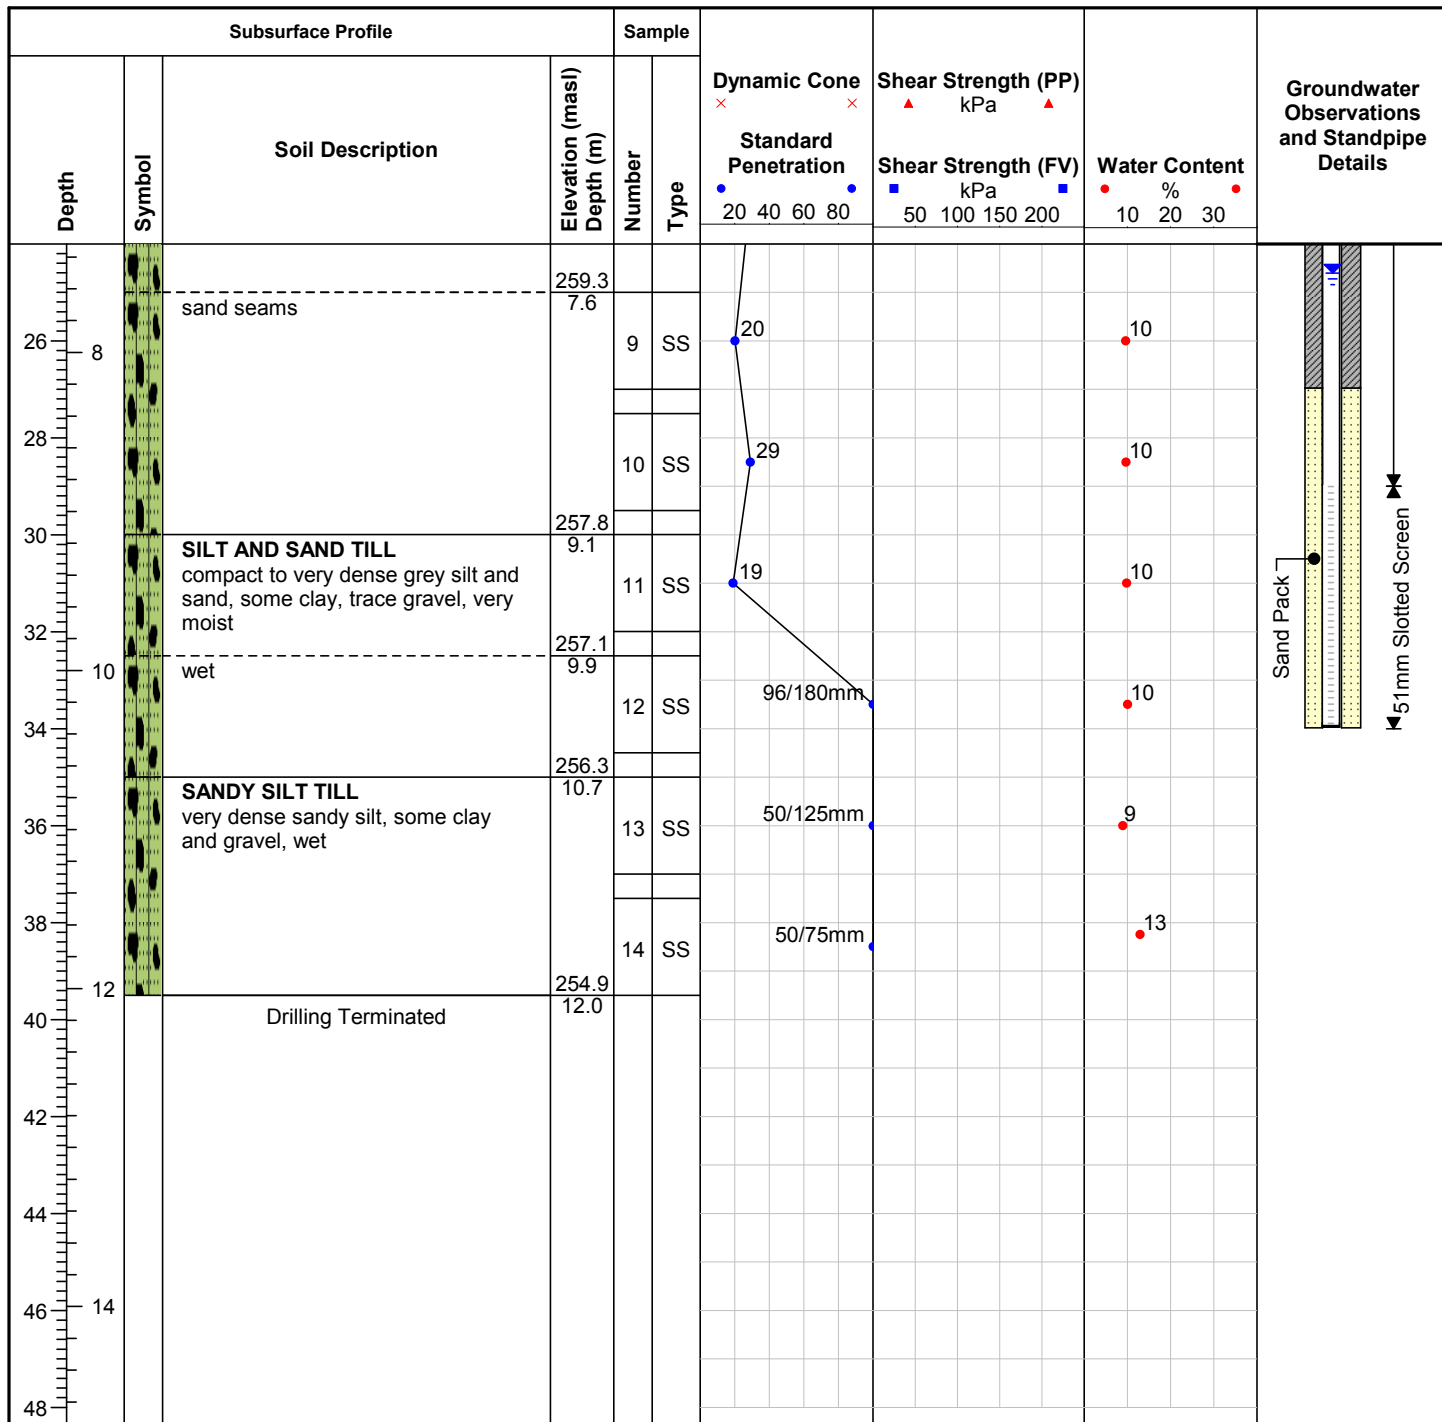 Subsurface Profile
Sample
Depth
Symbol
Soil Description
Elevation (masl)
Depth (m)
Number
Type
Dynamic Cone
Standard
Penetration
20 40 60 80
Shear Strength (PP)
kPa
Shear Strength (FV)
kPa
50 100 150 200
Water Content
%
10 20 30
Groundwater
Observations
and Standpipe
Details
259.3
sand seams
7.6
26
8
9 SS
20
10
28
10 SS
29
10
257.8
30
SILT AND SAND TILL
9.1
compact to very dense grey silt and
sand, some clay, trace gravel, very
moist
11 SS
19
10
Sand Pack
51mm Slotted Screen
32
257.1
10
wet
9.9
12 SS
96/180mm
10
34
256.3
SANDY SILT TILL
10.7
very dense sandy silt, some clay
and gravel, wet
36
13 SS
50/125mm
9
38
14 SS
50/75mm
13
254.9
12
12.0
40
Drilling Terminated
42
44
46
14
48